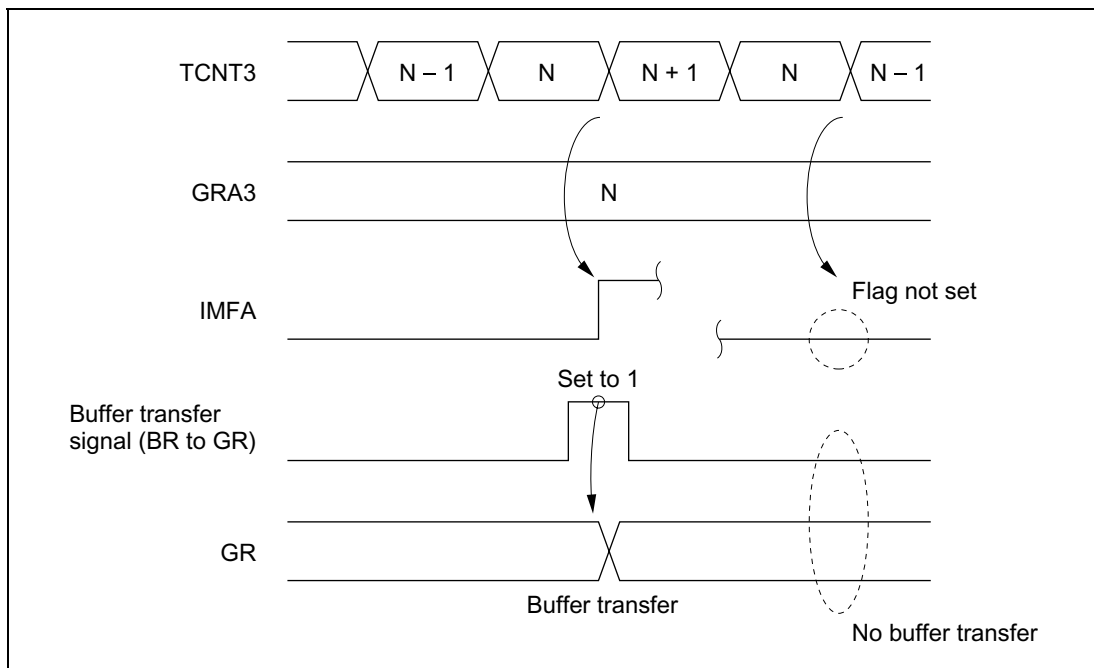 TCNT3 N – 1 N N + 1 N N – 1
GRA3 N
IMFA
Flag not set
Set to 1
Buffer transfer
signal (BR to GR)
GR
Buffer transfer
No buffer transfer